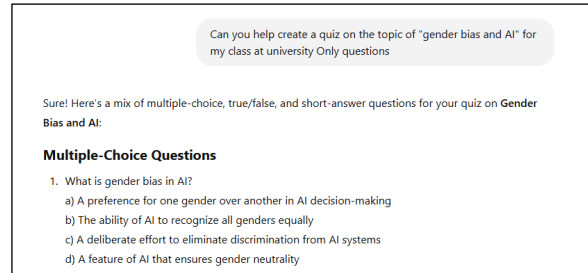 Can you help create a quiz on the topic of "gender bias and AI" for
my class at university Only questions
Sure! Here's a mix of multiple-choice, true/false, and short-answer questions for your quiz on Gender
Bias and AI:
Multiple-Choice Questions
1. What is gender bias in AI?
a) A preference for one gender over another in AI decision-making
b) The ability of AI to recognize all genders equally
c) A deliberate effort to eliminate discrimination from AI systems
d) A feature of AI that ensures gender neutrality